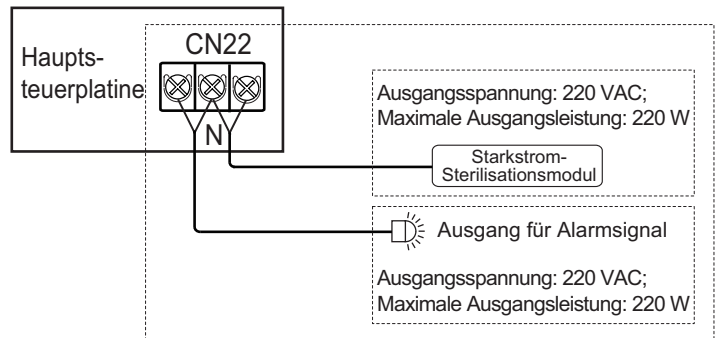 Haupts-
steuerplatine
CN22
N
Ausgangsspannung: 220 VAC;
Maximale Ausgangsleistung: 220 W
Starkstrom-
Sterilisationsmodul
Ausgang für Alarmsignal
Ausgangsspannung: 220 VAC;
Maximale Ausgangsleistung: 220 W